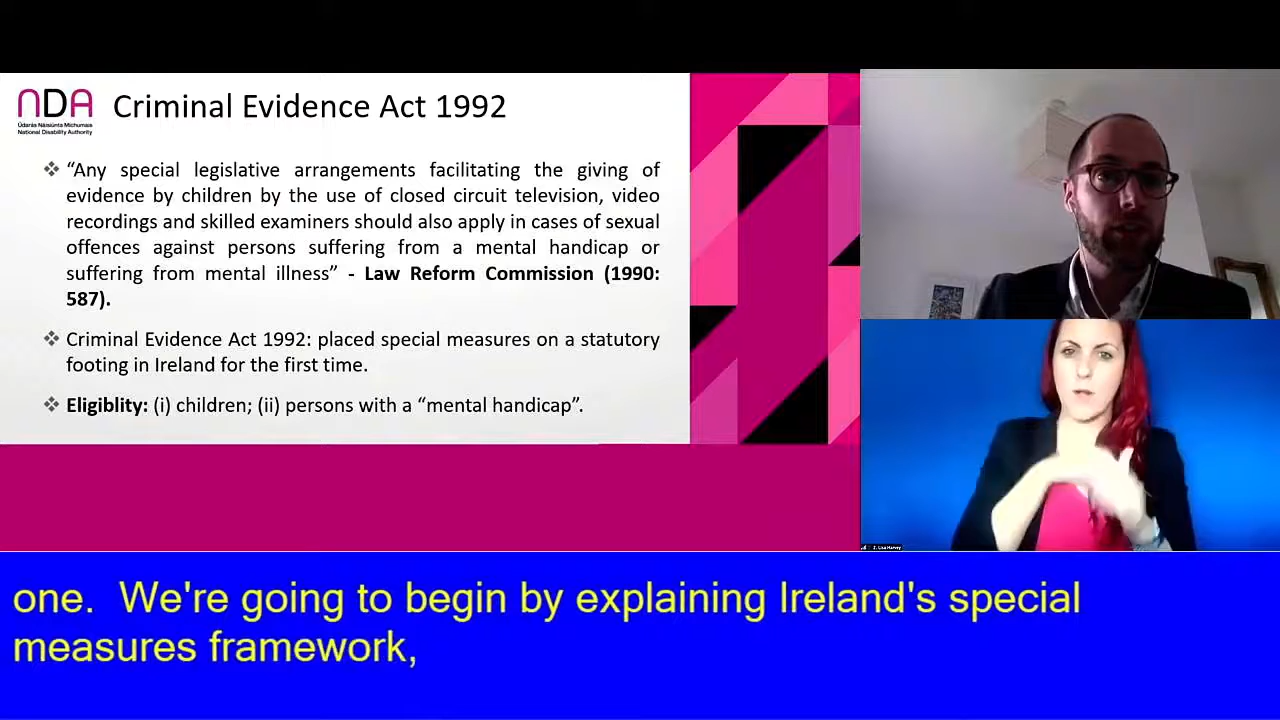 NDA
Údarás Náisiúnta Míchumais
National Disability Authority
Criminal Evidence Act 1992
❖ “Any special legislative arrangements facilitating the giving of
evidence by children by the use of closed circuit television, video
recordings and skilled examiners should also apply in cases of sexual
offences against persons suffering from a mental handicap or
suffering from mental illness” - Law Reform Commission (1990:
587).
❖ Criminal Evidence Act 1992: placed special measures on a statutory
footing in Ireland for the first time.
❖ Eligiblity: (i) children; (ii) persons with a “mental handicap”.
2. Lisa Harvey
one.  We're going to begin by explaining Ireland's special
measures framework,